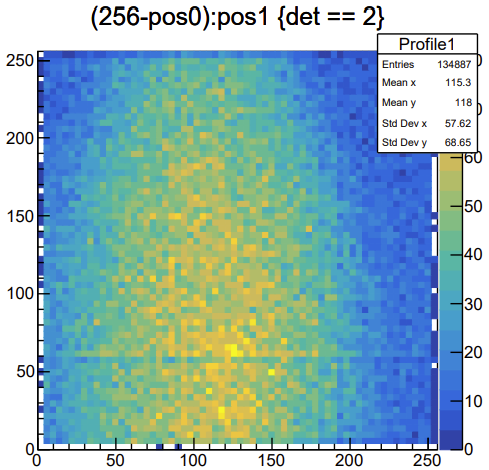 (256-pos0):pos1 {det == 2}
Profile1
Entries 134887
Mean x 115.3
Mean y 118
Std Dev x 57.62
Std Dev y 68.65
250
200
150
100
50
0
0 50 100 150 200 250
60
50
40
30
20
10
0